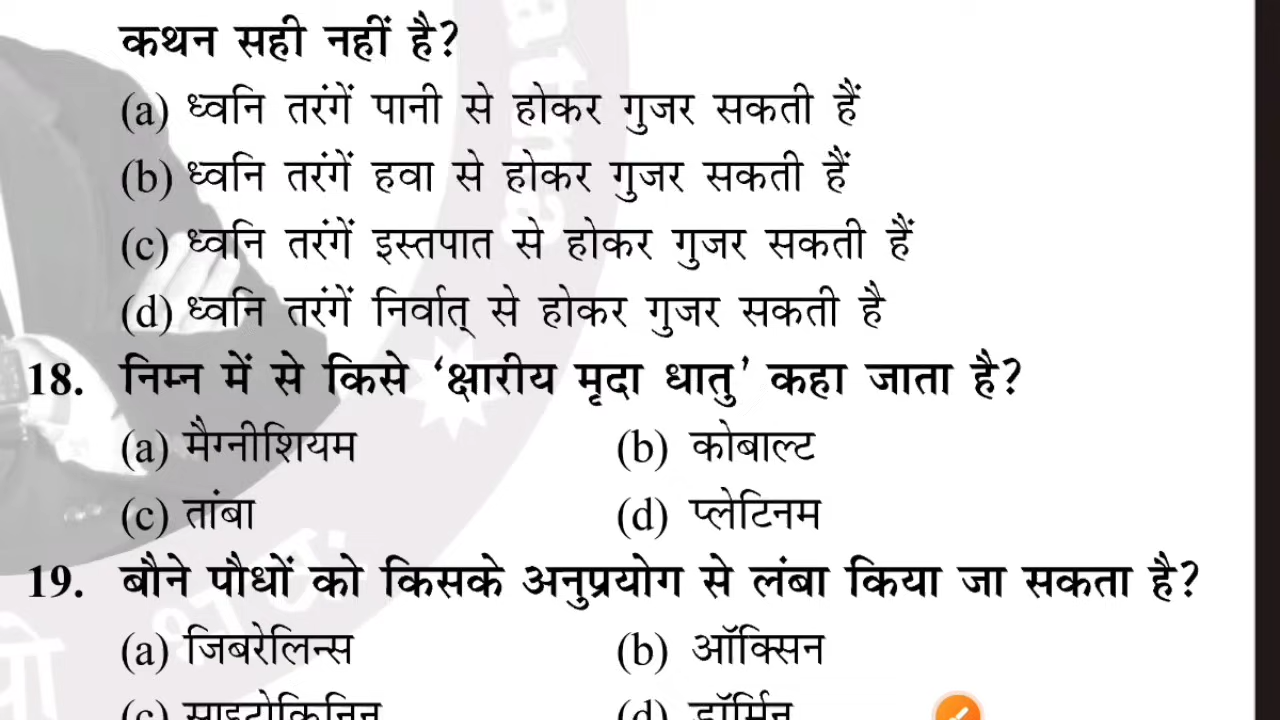 कथन सही नहीं है?
(a) ध्वनि तरंगें पानी से होकर गुजर सकती हैं
(b) ध्वनि तरंगें हवा से होकर गुजर सकती हैं
(c) ध्वनि तरंगें इस्तपात से होकर गुजर सकती हैं
(d) ध्वनि तरंगें निर्वात् से होकर गुजर सकती है
18. निम्न में से किसे ‘क्षारीय मृदा धातु’ कहा जाता है?
(a) मैग्नीशियम (b) कोबाल्ट
(c) तांबा (d) प्लेटिनम
19. बौने पौधों को किसके अनुप्रयोग से लंबा किया जा सकता है?
(a) जिबरेलिन्स (b) ऑक्सिन
(c) साइटोकिनिन (d) डॉर्मिन